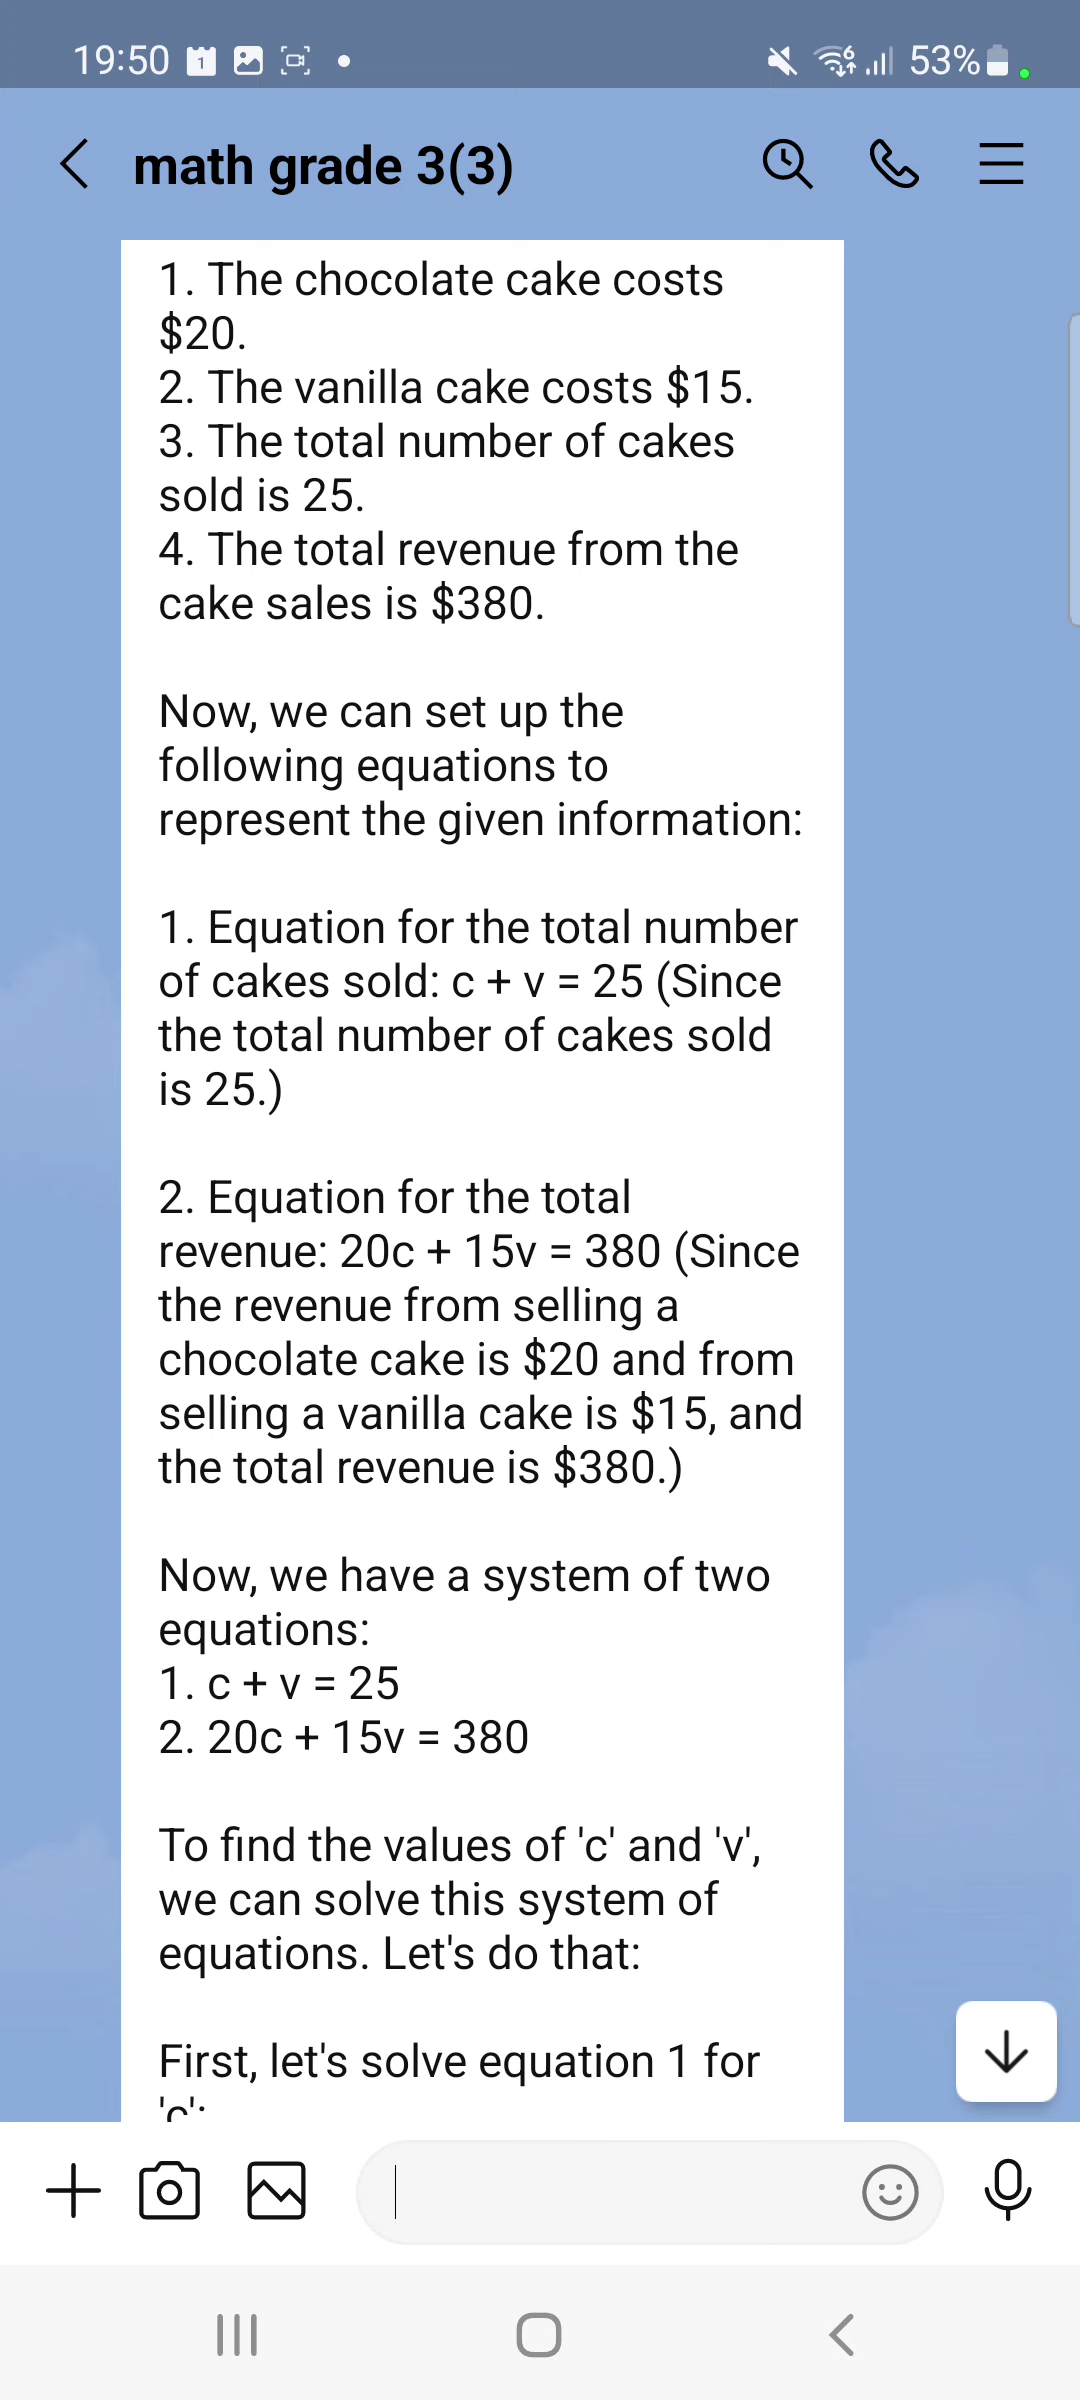 19:50
1
6
53%
math grade 3(3)
1. The chocolate cake costs
$20.
2. The vanilla cake costs $15.
3. The total number of cakes
sold is 25.
4. The total revenue from the
cake sales is $380.
Now, we can set up the
following equations to
represent the given information:
1. Equation for the total number
of cakes sold: c + v = 25 (Since
the total number of cakes sold
is 25.)
2. Equation for the total
revenue: 20c + 15v = 380 (Since
the revenue from selling a
chocolate cake is $20 and from
selling a vanilla cake is $15, and
the total revenue is $380.)
Now, we have a system of two
equations:
1. c + v = 25
2. 20c + 15v = 380
To find the values of 'c' and 'v',
we can solve this system of
equations. Let's do that:
First, let's solve equation 1 for
'c':